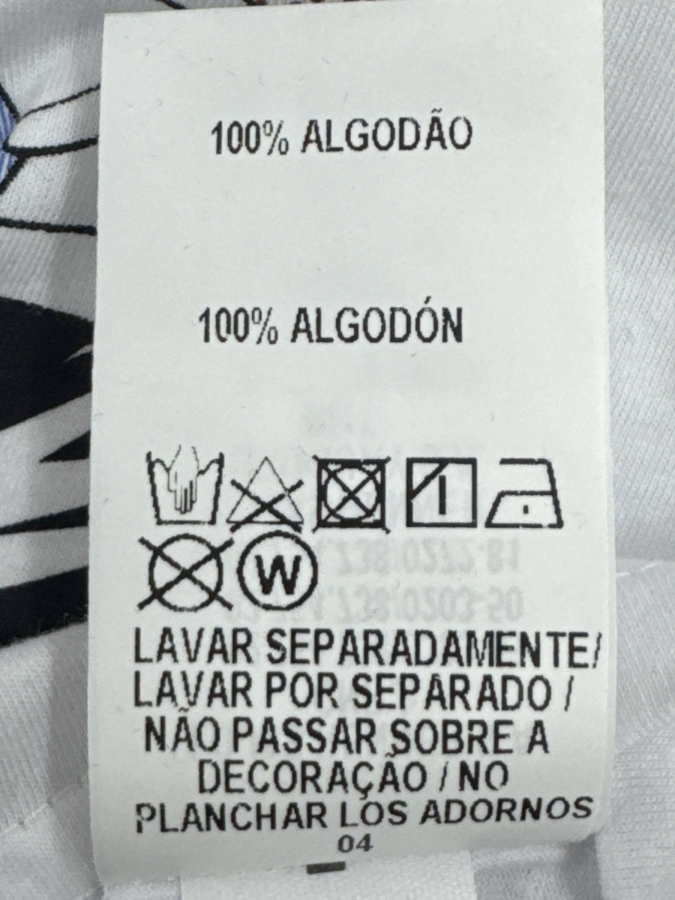 100% ALGODÃO
100% ALGODÓN
W
LAVAR SEPARADAMENTE/
LAVAR POR SEPARADO /
NÃO PASSAR SOBRE A
DECORAÇÃO / NO
PLANCHAR LOS ADORNOS
04